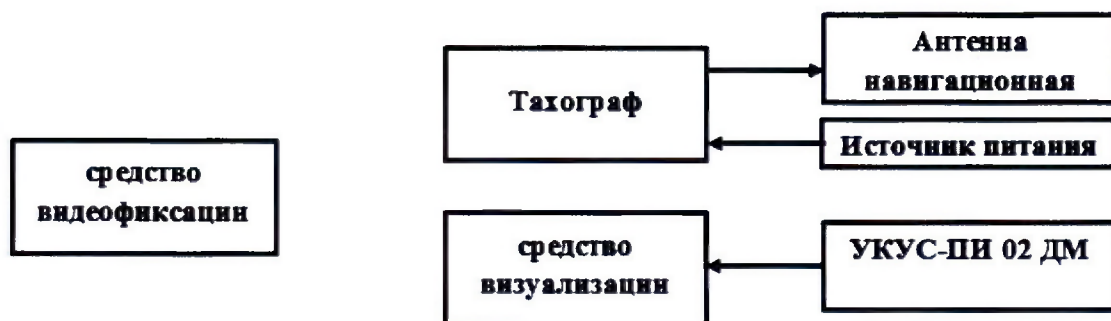 Антенна
навигационная
Тахограф
Источник питания
средство
видеофиксации
средство
визуализации
УКУС-ПИ 02 ДМ